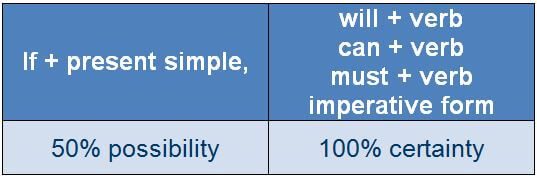 If + present simple,
will + verb
can + verb
must + verb
imperative form
50% possibility
100% certainty